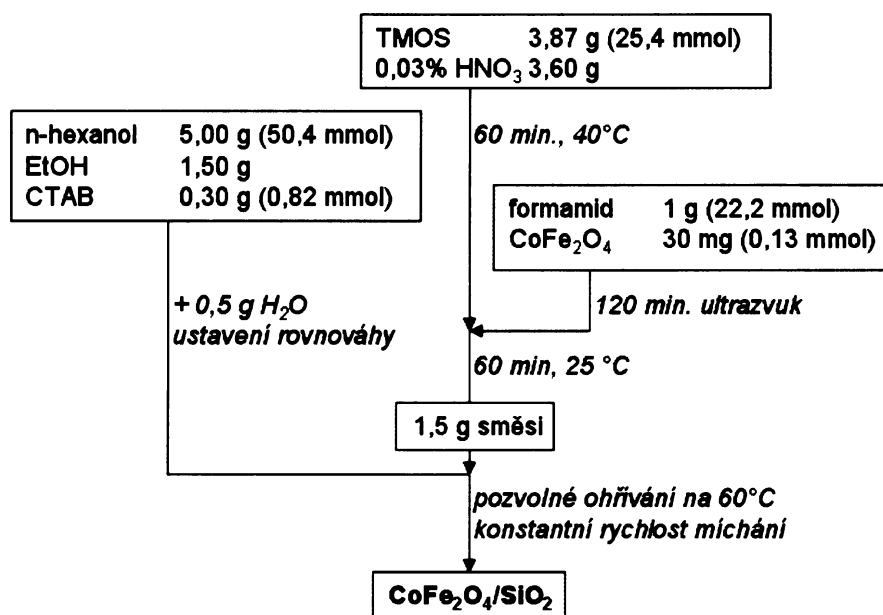 TMOS 3,87 g (25,4 mmol)
0,03% HNO₃ 3,60 g
n-hexanol 5,00 g (50,4 mmol)
EtOH 1,50 g
CTAB 0,30 g (0,82 mmol)
60 min., 40°C
formamid 1 g (22,2 mmol)
CoFe₂O₄ 30 mg (0,13 mmol)
+ 0,5 g H₂O
ustavení rovnováhy
120 min. ultrazvuk
60 min, 25 °C
1,5 g směsi
pozvolné ohřívání na 60°C
konstantní rychlost míchání
CoFe₂O₄/SiO₂